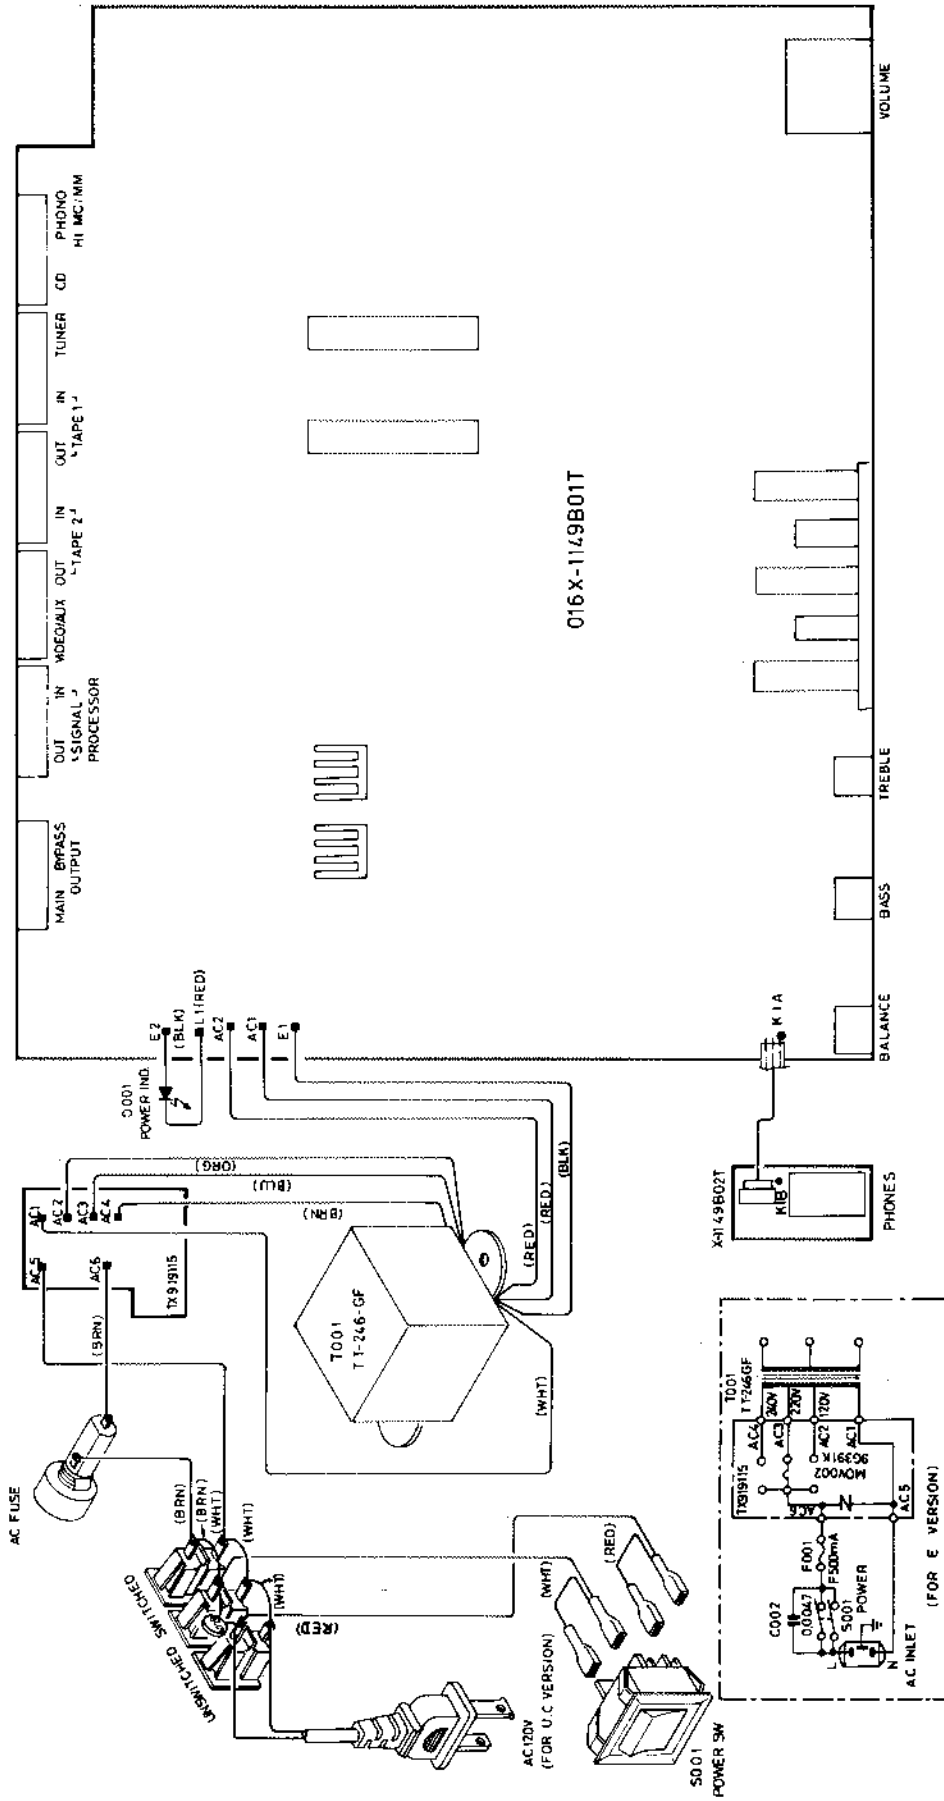 VOLUME
PHONO
HI MC/MM
CD
TUNER
IN
OUT
TAPE 1
IN
OUT
TAPE 2
VIDEO/AUX
IN
OUT
SIGNAL
PROCESSOR
BYPASS
MAIN
OUTPUT
016X-1149B01T
TREBLE
BASS
BALANCE
E2
(BLK)
L1(RED)
AC2
AC1
E1
K1A
D001
POWER IND.
(ORG)
(BLU)
(BRN)
(RED)
(RED)
(BLK)
(WHT)
AC1
AC2
AC3
AC4
AC5
AC6
TX919115
(BRN)
T001
TT-246-GF
X-1149B02T
K1B
PHONES
AC FUSE
(BRN)
(BRN)
(WHT)
(WHT)
(WHT)
(RED)
SWITCHED
UNSWITCHED
AC120V
(FOR U.C VERSION)
(WHT)
(RED)
S001
POWER SW
T001
TT-246GF
240V
220V
120V
AC4
AC3
AC2
AC1
TX919115
MOV002
9G391K
AC6
AC5
F001
F500mA
C002
0.0047
S001
POWER
L
N
AC INLET
(FOR E VERSION)